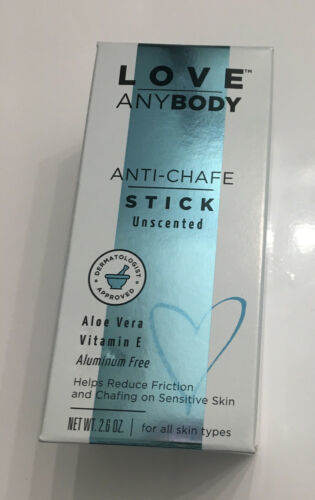 LOVE™
ANYBODY
ANTI-CHAFE
STICK
Unscented
DERMATOLOGIST
APPROVED
Aloe Vera
Vitamin E
Aluminum Free
Helps Reduce Friction
and Chafing on Sensitive Skin
NET WT. 2.6 OZ. | for all skin types